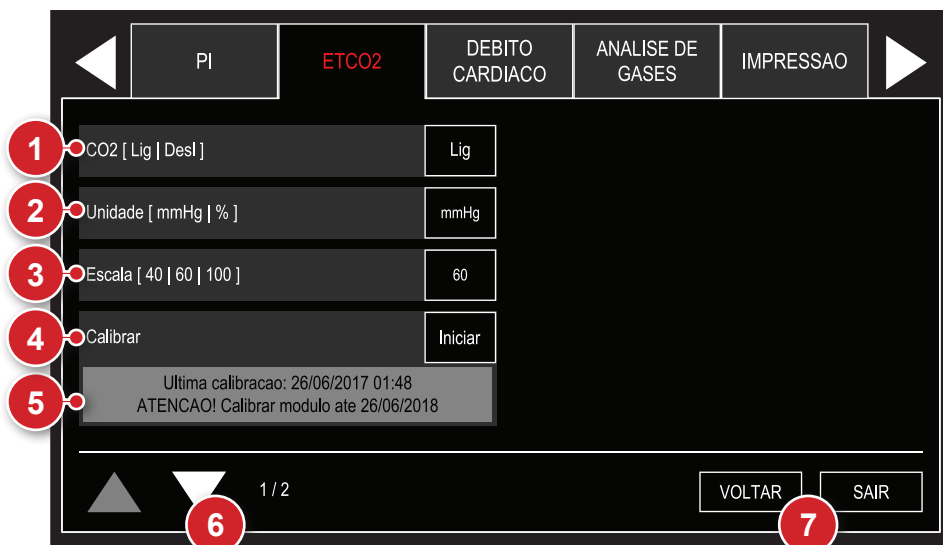 PI
ETCO2
DEBITO
CARDIACO
ANALISE DE
GASES
IMPRESSAO
1
CO2 [ Lig | Desl ]
Lig
2
Unidade [ mmHg | % ]
mmHg
3
Escala [ 40 | 60 | 100 ]
60
4
Calibrar
Iniciar
5
Ultima calibracao: 26/06/2017 01:48
ATENCAO! Calibrar modulo ate 26/06/2018
1 / 2
VOLTAR
SAIR
6
7